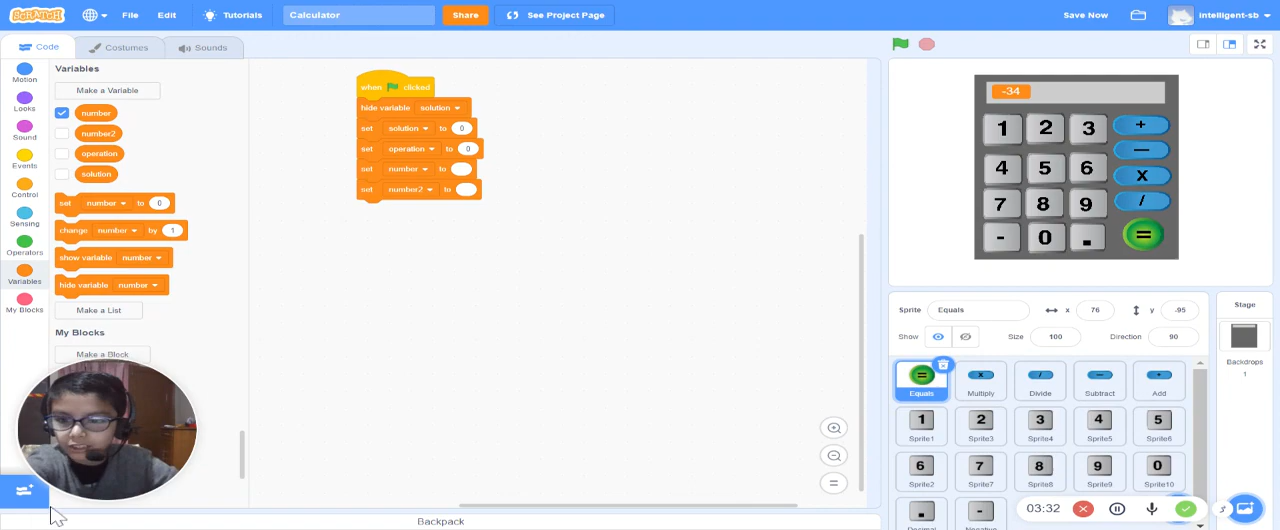 SCRATCH File Edit Tutorials Calculator Share See Project Page Save Now intelligent-sb
Code Costumes Sounds
Variables
Make a Variable
number
number2
operation
solution
set number to 0
change number by 1
show variable number
hide variable number
Make a List
My Blocks
Make a Block
Motion
Looks
Sound
Events
Control
Sensing
Operators
Variables
My Blocks
when clicked
hide variable solution
set solution to 0
set operation to 0
set number to
set number2 to
-34
1 2 3 +
4 5 6 —
7 8 9 X
- 0 . /
=
Sprite Equals x 76 y -95
Show Size 100 Direction 90
Stage
Backdrops
1
= x / — +
Equals Multiply Divide Subtract Add
1 2 3 4 5
Sprite1 Sprite3 Sprite4 Sprite5 Sprite6
6 7 8 9 0
Sprite2 Sprite7 Sprite8 Sprite9 Sprite10
. -
Decimal Negative
03:32
Backpack